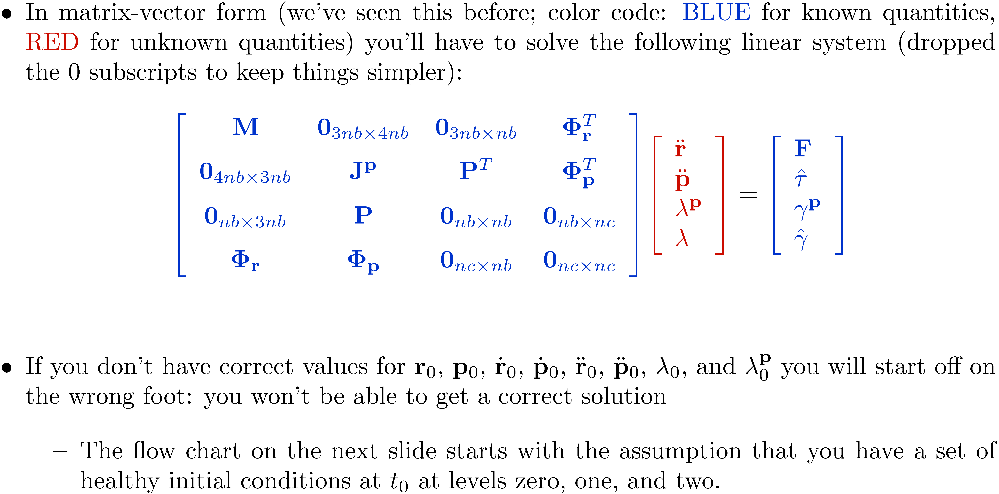 • In matrix-vector form (we've seen this before; color code: BLUE for known quantities,
RED for unknown quantities) you'll have to solve the following linear system (dropped
the 0 subscripts to keep things simpler):
$$\begin{bmatrix} \mathbf{M} & \mathbf{0}_{3nb\times 4nb} & \mathbf{0}_{3nb\times nb} & \mathbf{\Phi}_{\mathbf{r}}^{T} \\ \mathbf{0}_{4nb\times 3nb} & \mathbf{J}^{\mathbf{p}} & \mathbf{P}^{T} & \mathbf{\Phi}_{\mathbf{p}}^{T} \\ \mathbf{0}_{nb\times 3nb} & \mathbf{P} & \mathbf{0}_{nb\times nb} & \mathbf{0}_{nb\times nc} \\ \mathbf{\Phi}_{\mathbf{r}} & \mathbf{\Phi}_{\mathbf{p}} & \mathbf{0}_{nc\times nb} & \mathbf{0}_{nc\times nc} \end{bmatrix} \begin{bmatrix} \ddot{\mathbf{r}} \\ \ddot{\mathbf{p}} \\ \lambda^{\mathbf{p}} \\ \lambda \end{bmatrix} = \begin{bmatrix} \mathbf{F} \\ \hat{\tau} \\ \gamma^{\mathbf{p}} \\ \hat{\gamma} \end{bmatrix}$$
• If you don't have correct values for $\mathbf{r}_0$, $\mathbf{p}_0$, $\dot{\mathbf{r}}_0$, $\dot{\mathbf{p}}_0$, $\ddot{\mathbf{r}}_0$, $\ddot{\mathbf{p}}_0$, $\lambda_0$, and $\lambda_0^{\mathbf{p}}$ you will start off on
the wrong foot: you won't be able to get a correct solution
– The flow chart on the next slide starts with the assumption that you have a set of
healthy initial conditions at $t_0$ at levels zero, one, and two.